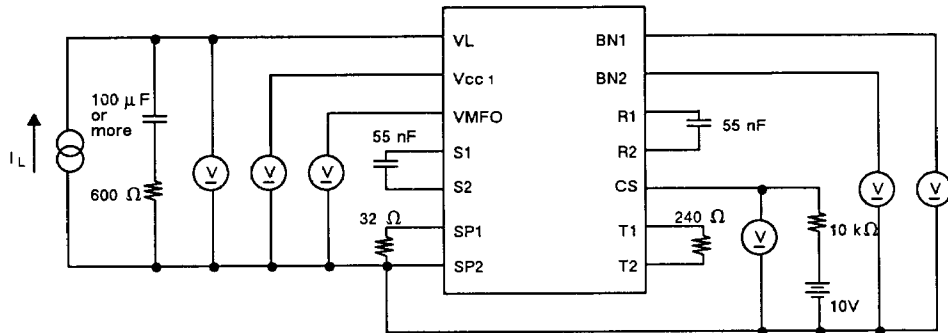 VL
BN1
Vcc 1
BN2
100 μF
or
more
VMFO
R1
55 nF
55 nF
I L
S1
R2
V
V
V
S2
CS
V
V
600 Ω
32 Ω
240 Ω
SP1
T1
V
10 kΩ
SP2
T2
10V